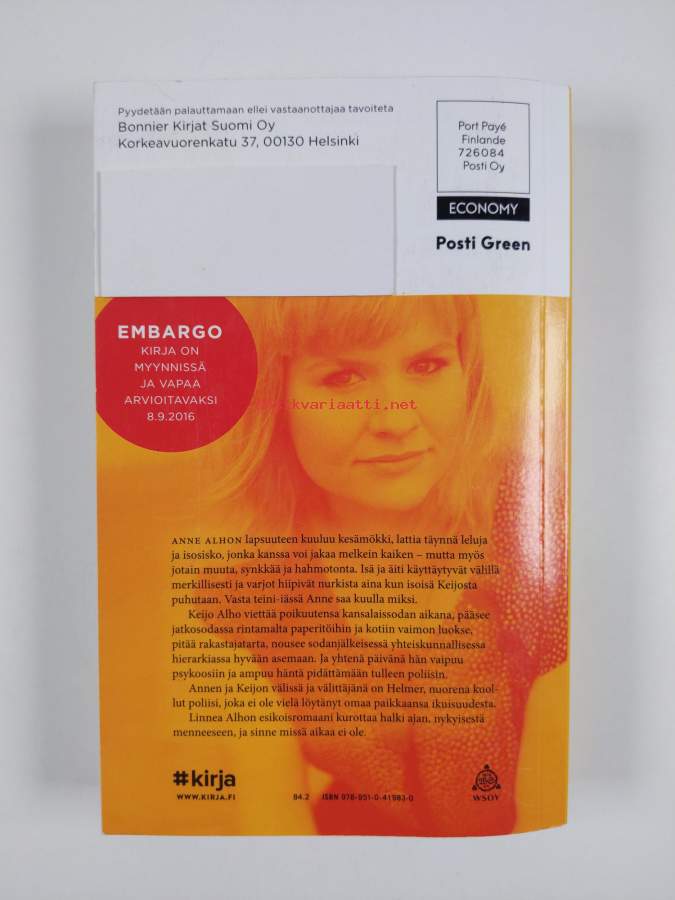 Pyydetään palauttamaan ellei vastaanottajaa tavoiteta
Bonnier Kirjat Suomi Oy
Korkeavuorenkatu 37, 00130 Helsinki
Port Payé
Finlande
726084
Posti Oy
ECONOMY
Posti Green
EMBARGO
KIRJA ON
MYYNNISSÄ
JA VAPAA
ARVIOITAVAKSI
8.9.2016
ANNE ALHON lapsuuteen kuuluu kesämökki, lattia täynnä leluja
ja isosisko, jonka kanssa voi jakaa melkein kaiken – mutta myös
jotain muuta, synkkää ja hahmotonta. Isä ja äiti käyttäytyvät välillä
merkillisesti ja varjot hiipivät nurkista aina kun isoisä Keijosta
puhutaan. Vasta teini-iässä Anne saa kuulla miksi.
Keijo Alho viettää poikuutensa kansalaissodan aikana, pääsee
jatkosodassa rintamalta paperitöihin ja kotiin vaimon luokse,
pitää rakastajatarta, nousee sodanjälkeisessä yhteiskunnallisessa
hierarkiassa hyvään asemaan. Ja yhtenä päivänä hän vaipuu
psykoosiin ja ampuu häntä pidättämään tulleen poliisin.
Annen ja Keijon välissä ja välittäjänä on Helmer, nuorena kuol-
lut poliisi, joka ei ole vielä löytänyt omaa paikkaansa ikuisuudesta.
Linnea Alhon esikoisromaani kurottaa halki ajan, nykyisestä
menneeseen, ja sinne missä aikaa ei ole.
#kirja
WWW.KIRJA.FI
84.2 ISBN 978-951-0-41983-0
WSOY